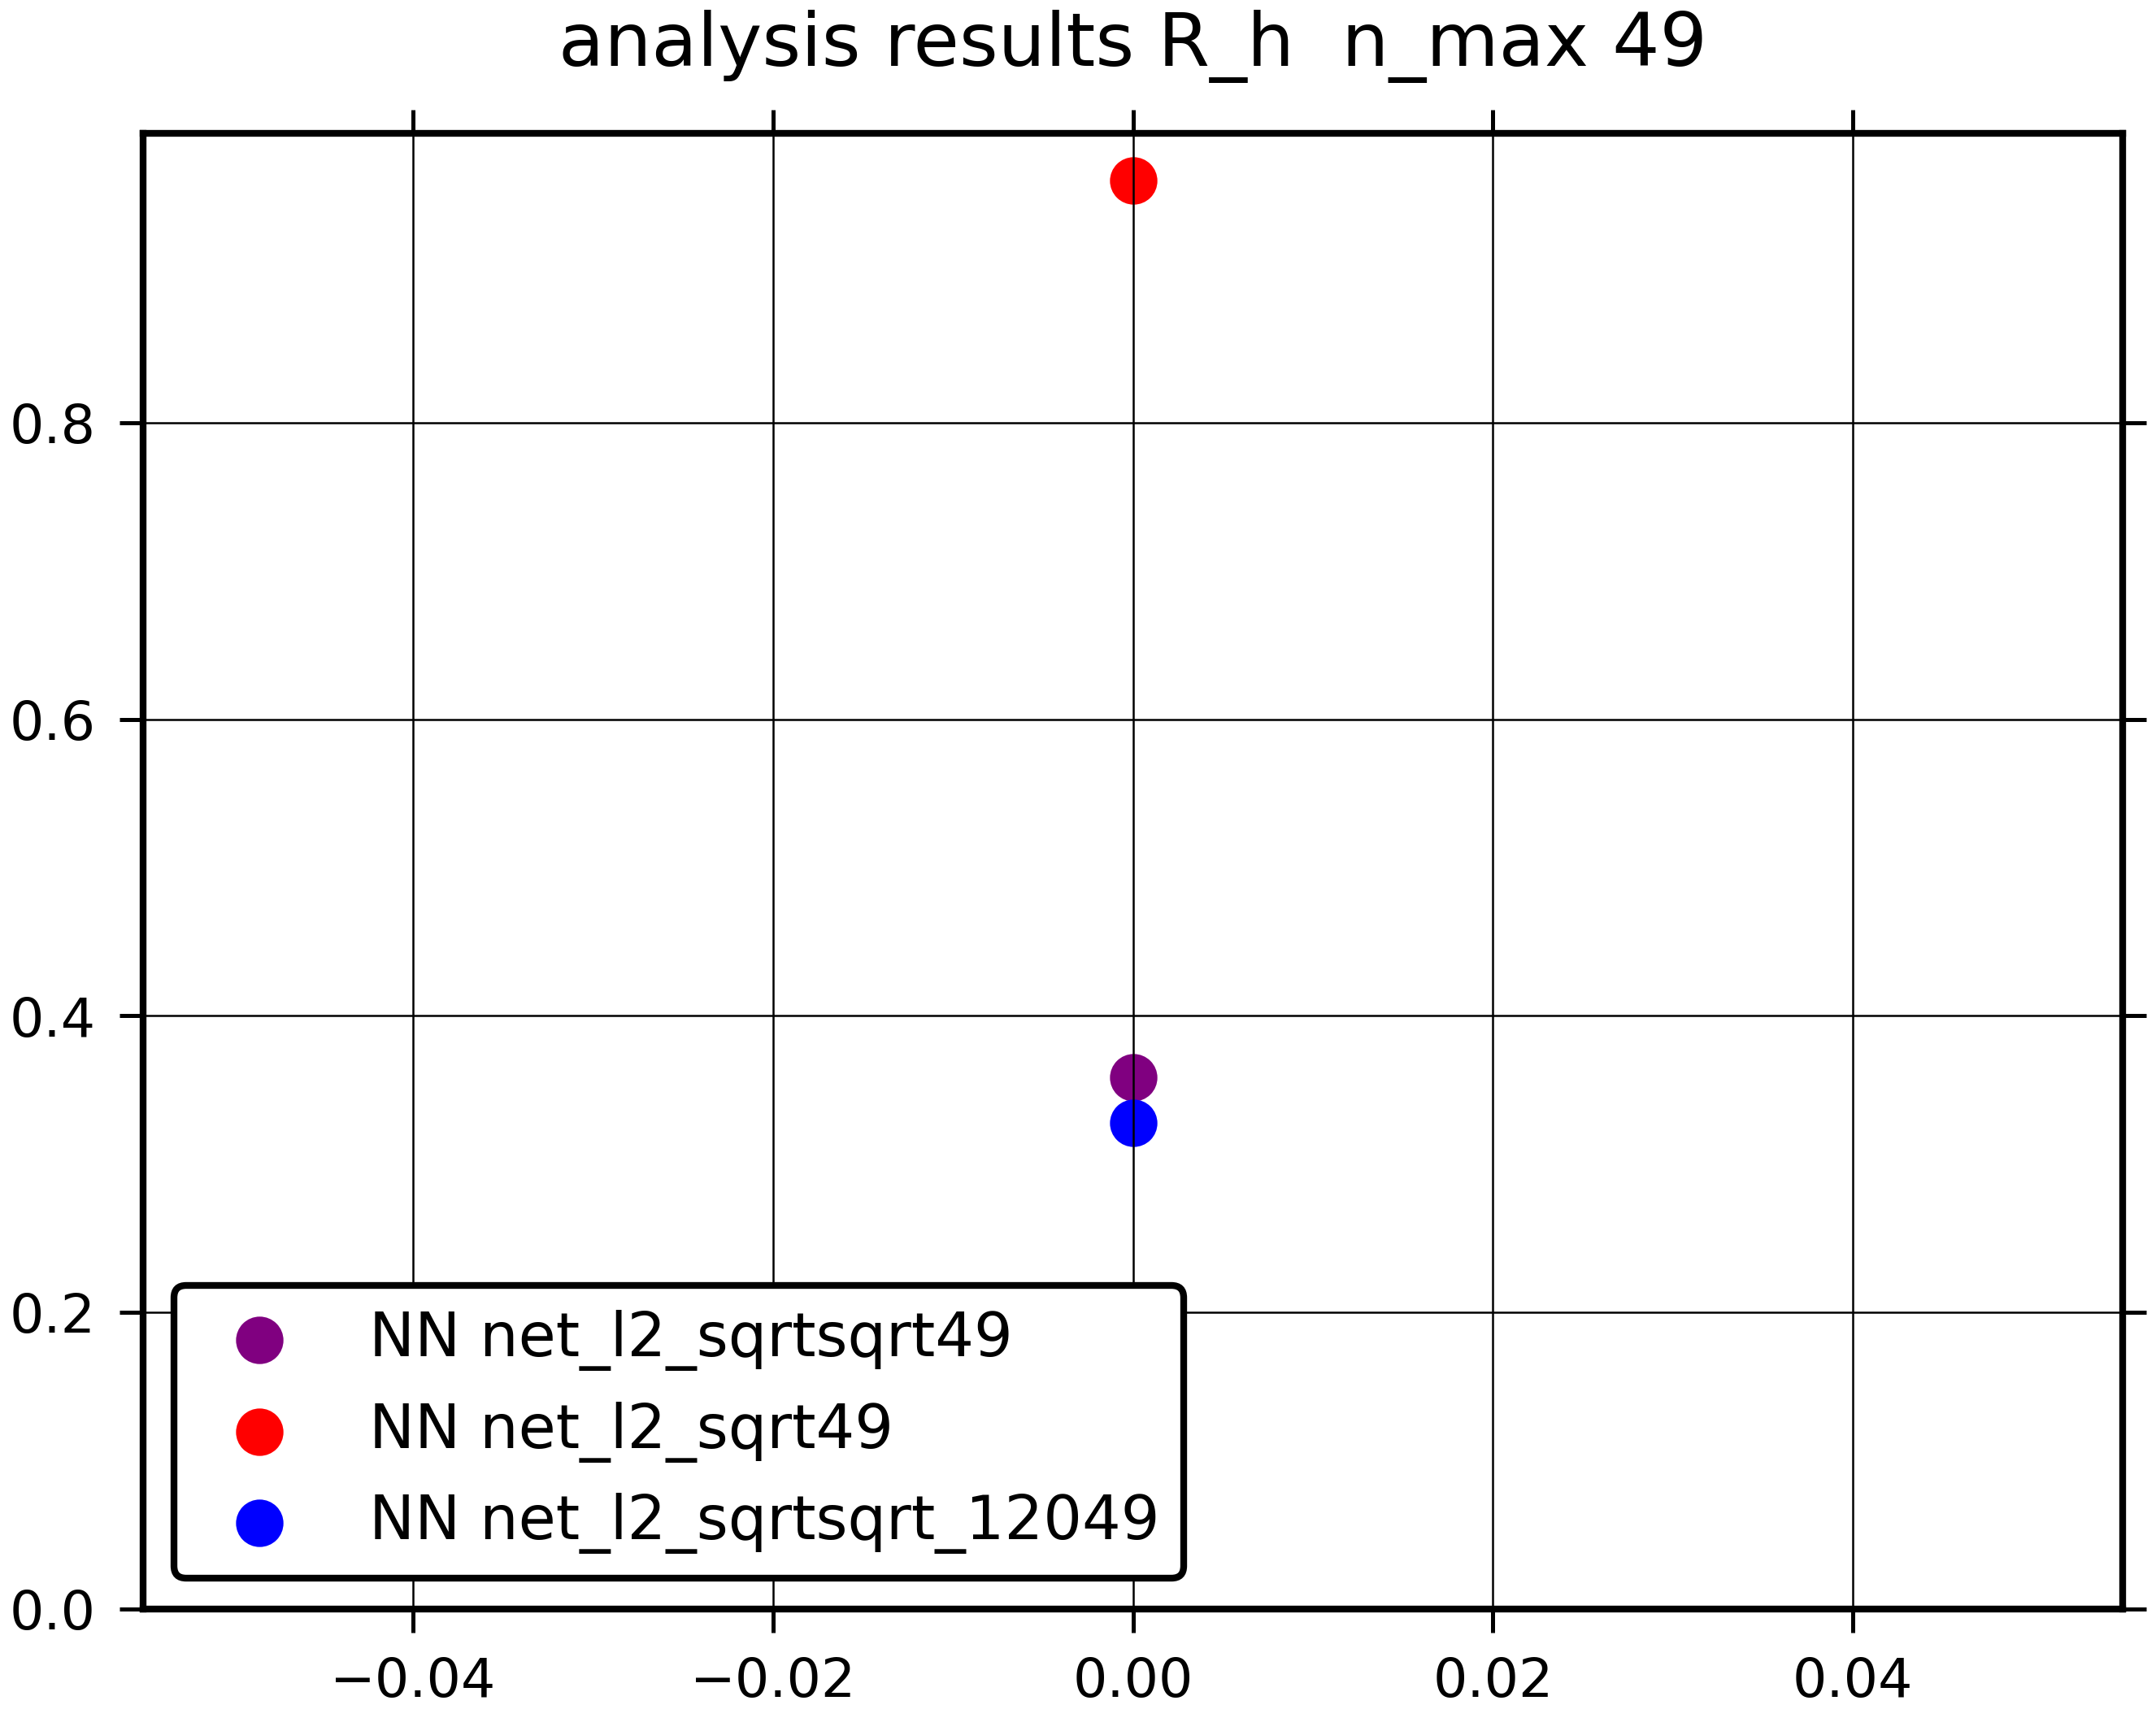 analysis results R_h  n_max 49
0.8
0.6
0.4
0.2
0.0
NN net_l2_sqrtsqrt49
NN net_l2_sqrt49
NN net_l2_sqrtsqrt_12049
−0.04 −0.02 0.00 0.02 0.04